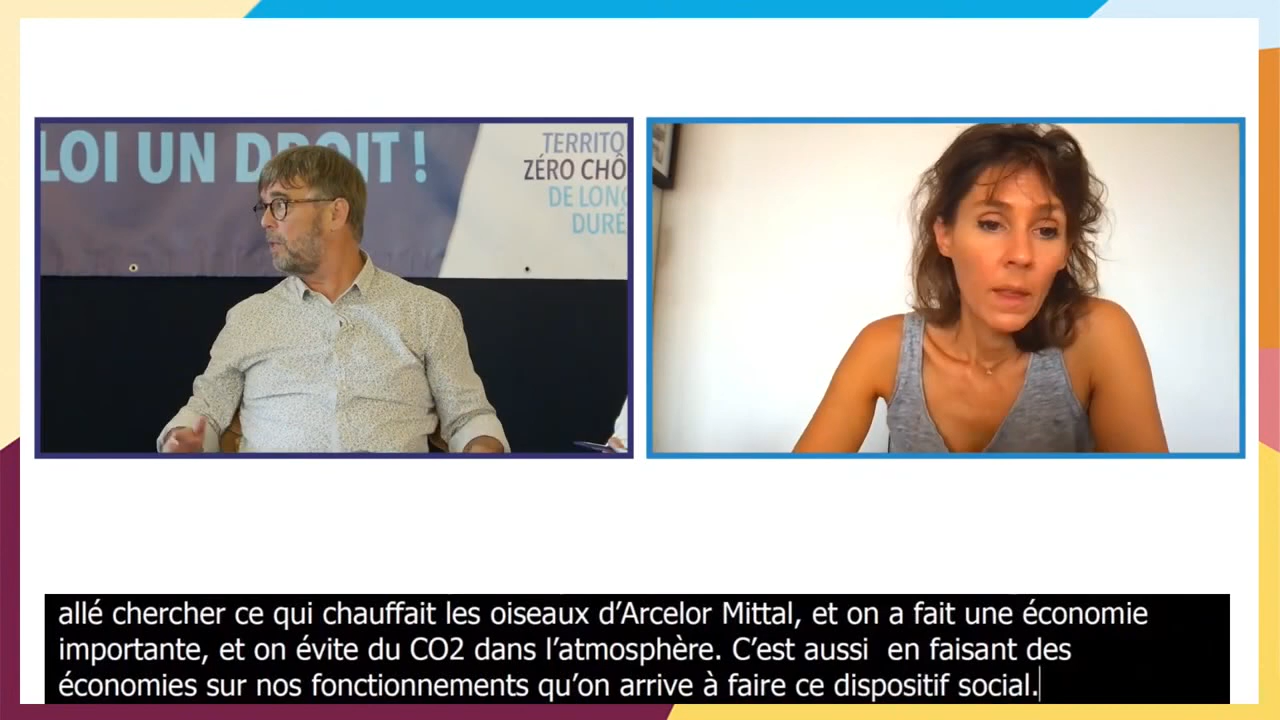 LOI UN DROIT !
TERRITO
ZÉRO CHÔ
DE LONG
DURÉ
allé chercher ce qui chauffait les oiseaux d’Arcelor Mittal, et on a fait une économie
importante, et on évite du CO2 dans l’atmosphère. C’est aussi  en faisant des
économies sur nos fonctionnements qu’on arrive à faire ce dispositif social.